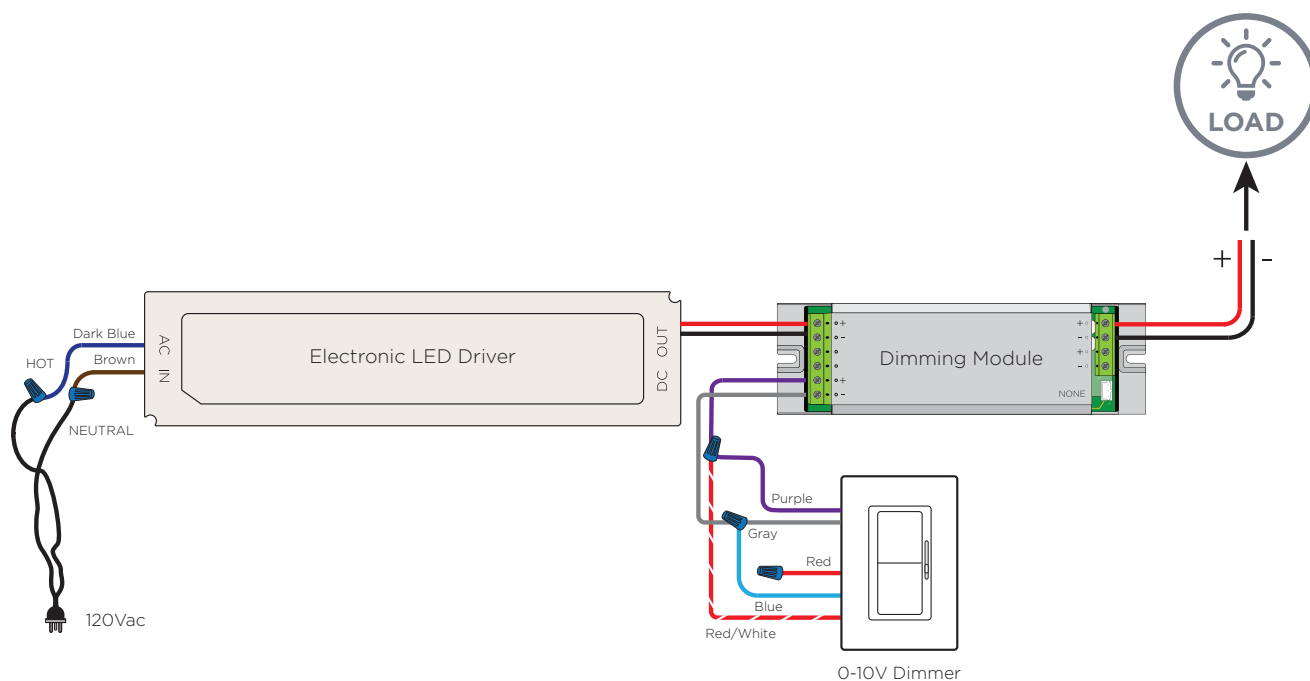 LOAD
+ -
Dark Blue
HOT
Brown
NEUTRAL
AC IN
Electronic LED Driver
DC OUT
+
-
+
-
Dimming Module
+
-
+
-
NONE
Purple
Gray
Red
Blue
Red/White
120Vac
0-10V Dimmer